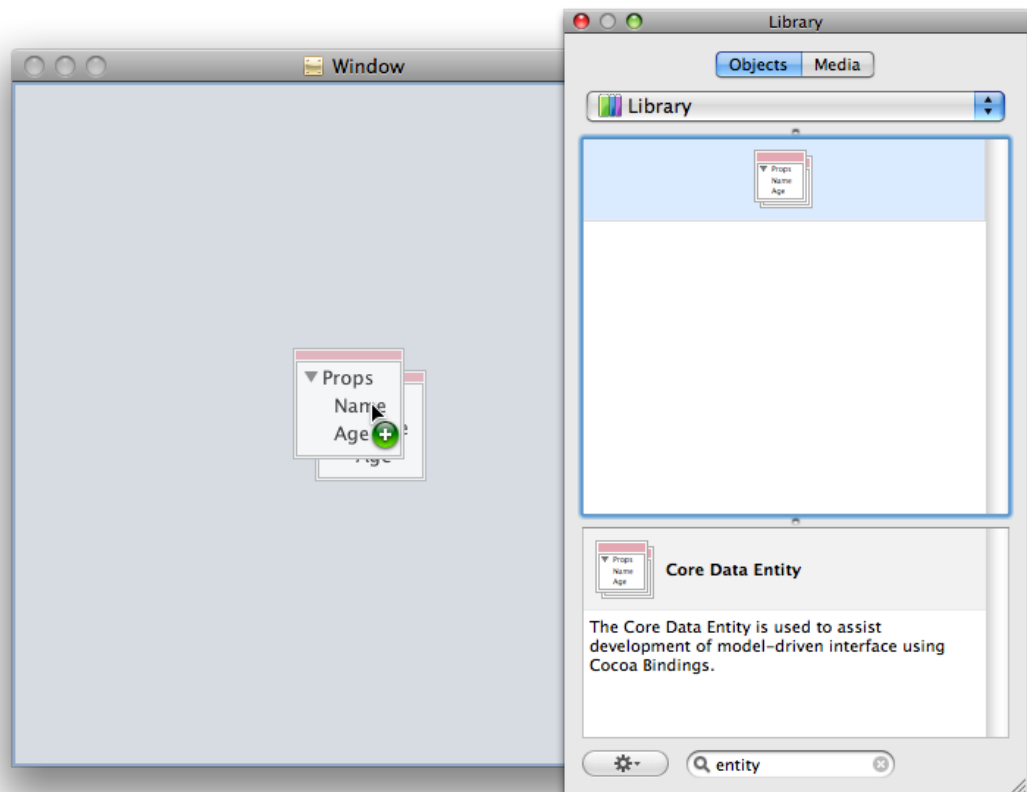 Library
Window
Objects Media
Library
Props
Name
Age
Props
Name
Age
Age
Props
Name
Age
Core Data Entity
The Core Data Entity is used to assist
development of model-driven interface using
Cocoa Bindings.
entity